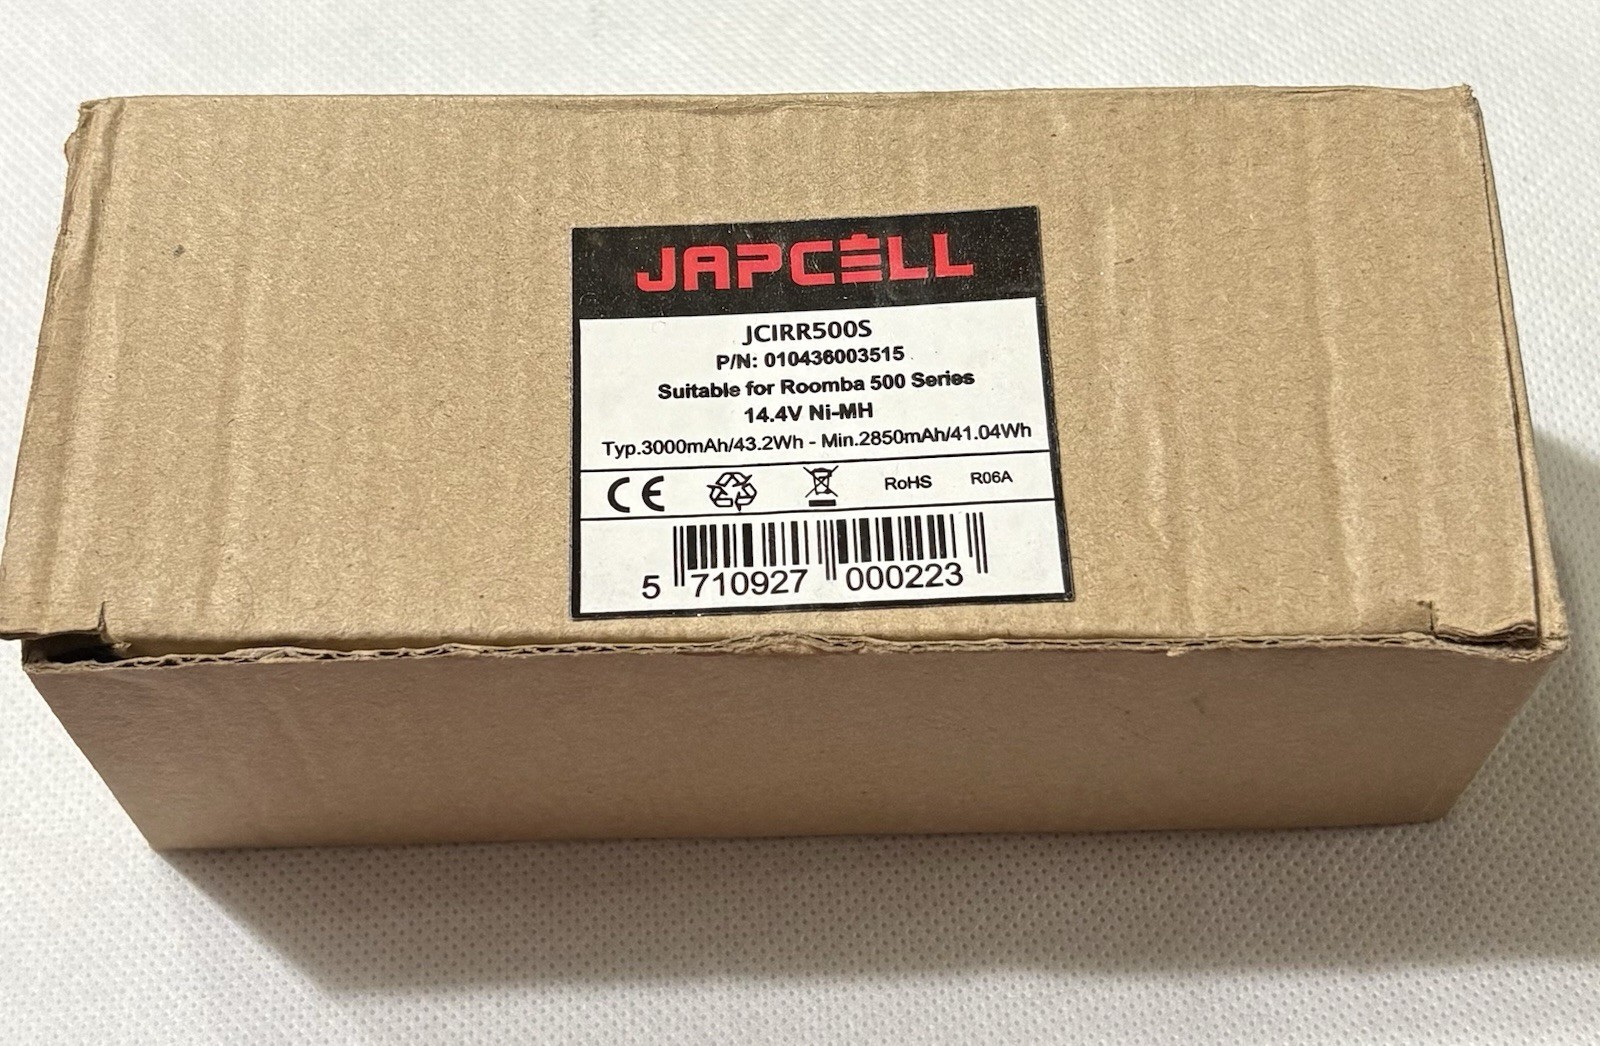 JAPCELL
JCIRR500S
P/N: 010436003515
Suitable for Roomba 500 Series
14.4V Ni-MH
Typ.3000mAh/43.2Wh - Min.2850mAh/41.04Wh
CE RoHS R06A
5 710927 000223